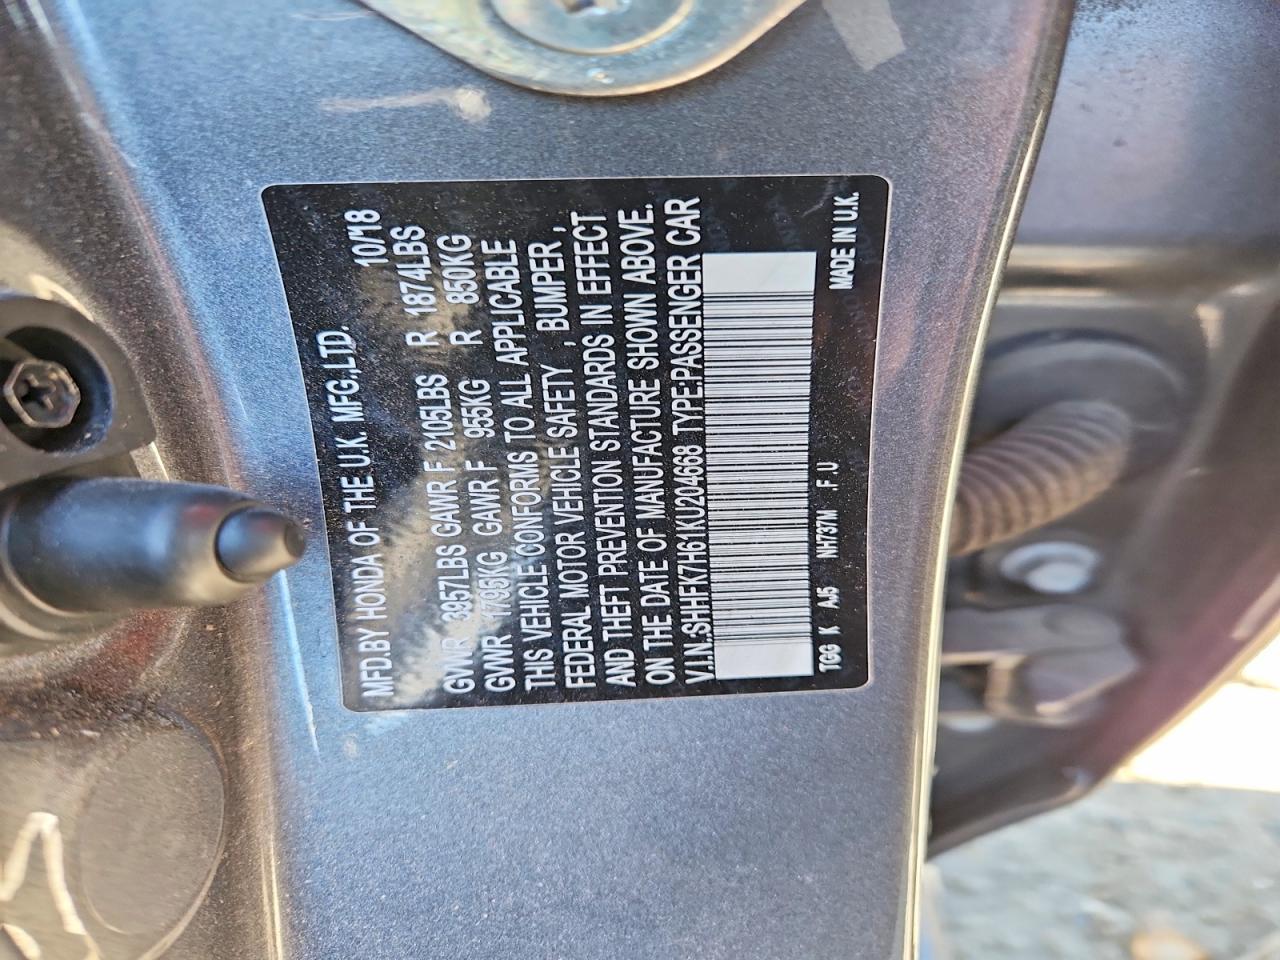 MFD.BY HONDA OF THE U.K. MFG.,LTD. 10/18
GVWR 3957LBS GAWR F 2105LBS R 1874LBS
GVWR 1795KG GAWR F 955KG R 850KG
THIS VEHICLE CONFORMS TO ALL APPLICABLE
FEDERAL MOTOR VEHICLE SAFETY , BUMPER ,
AND THEFT PREVENTION STANDARDS IN EFFECT
ON THE DATE OF MANUFACTURE SHOWN ABOVE.
V.I.N.:SHHFK7H61KU204668 TYPE:PASSENGER CAR
TGG K AJ5 NH737M .F U MADE IN U.K.